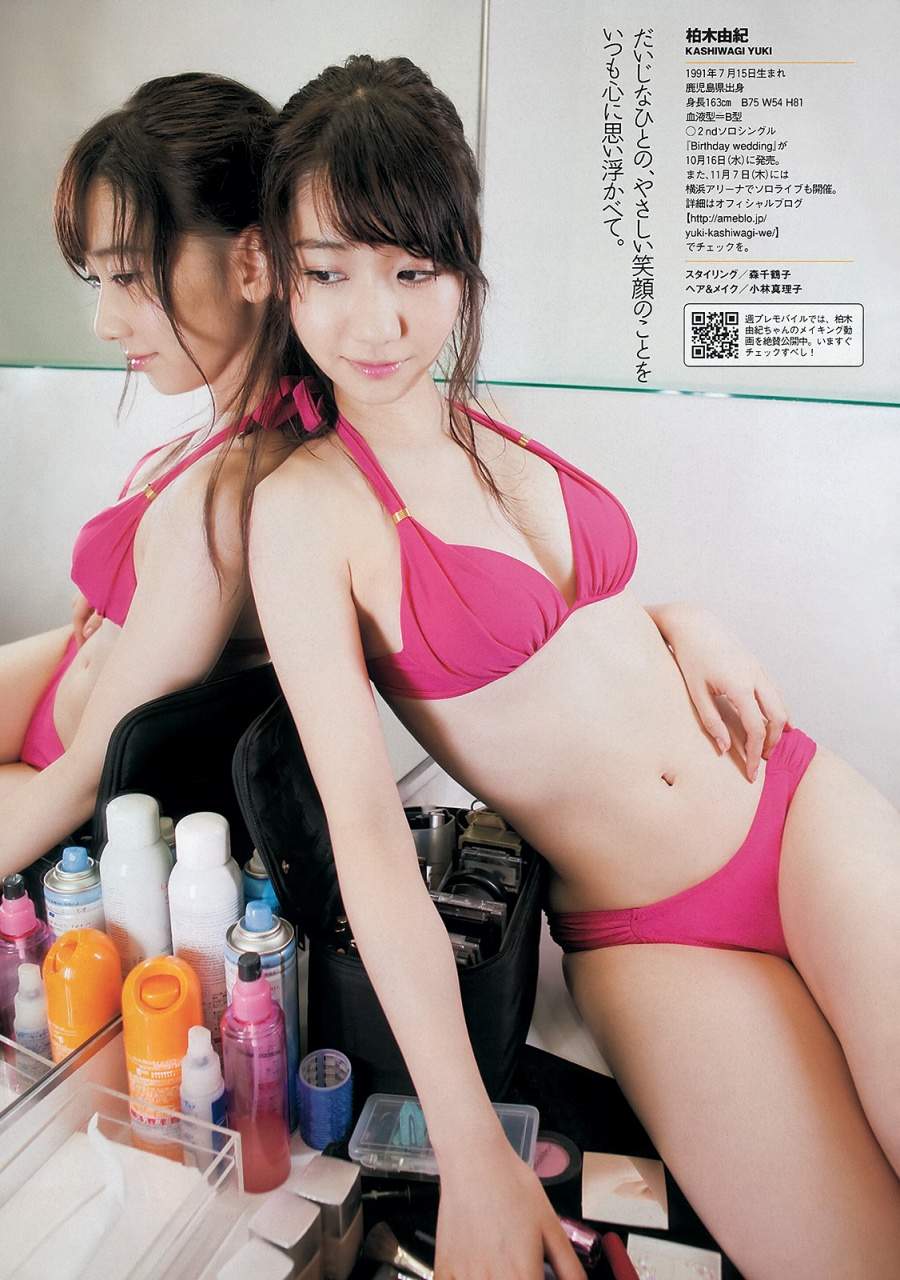 柏木由紀
KASHIWAGI YUKI
1991年7月15日生まれ
鹿児島県出身
身長163㎝ B75 W54 H81
血液型=B型
○2ndソロシングル
『Birthday wedding』が
10月16日(水)に発売。
また、11月7日(木)には
横浜アリーナでソロライブも開催。
詳細はオフィシャルブログ
【http://ameblo.jp/
yuki-kashiwagi-we/】
でチェックを。
スタイリング/森千鶴子
ヘア&メイク/小林真理子
週プレモバイルでは、柏木
由紀ちゃんのメイキング動
画を絶賛公開中。いますぐ
チェックすべし!
だいじなひとの、やさしい笑顔のことを
いつも心に思い浮かべて。